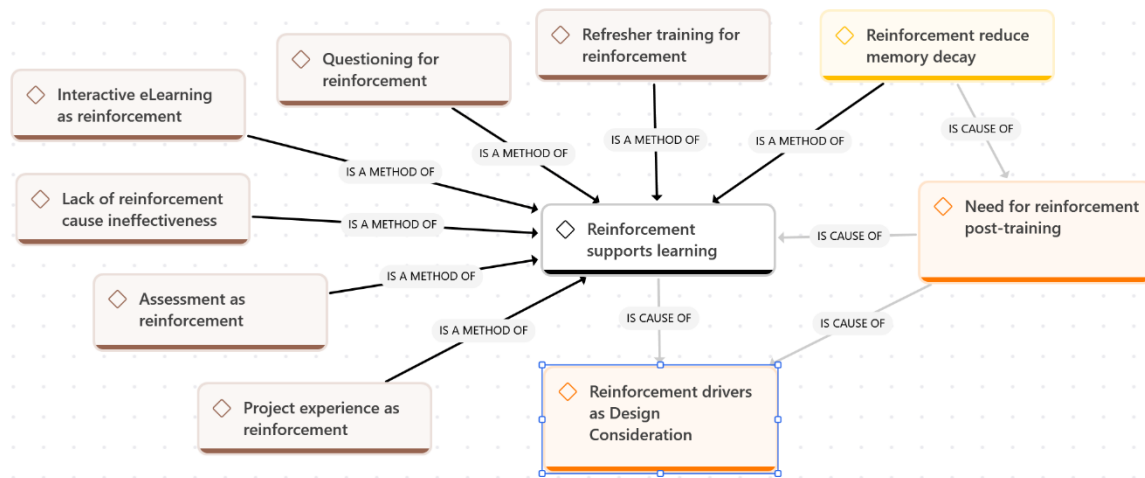 Refresher training for
reinforcement
Reinforcement reduce
memory decay
Questioning for
reinforcement
Interactive eLearning
as reinforcement
IS A METHOD OF
IS A METHOD OF
IS A METHOD OF
IS CAUSE OF
IS A METHOD OF
Lack of reinforcement
cause ineffectiveness
IS A METHOD OF
Reinforcement
supports learning
IS CAUSE OF
Need for reinforcement
post-training
Assessment as
reinforcement
IS A METHOD OF
IS A METHOD OF
IS CAUSE OF
IS CAUSE OF
Project experience as
reinforcement
Reinforcement drivers
as Design
Consideration